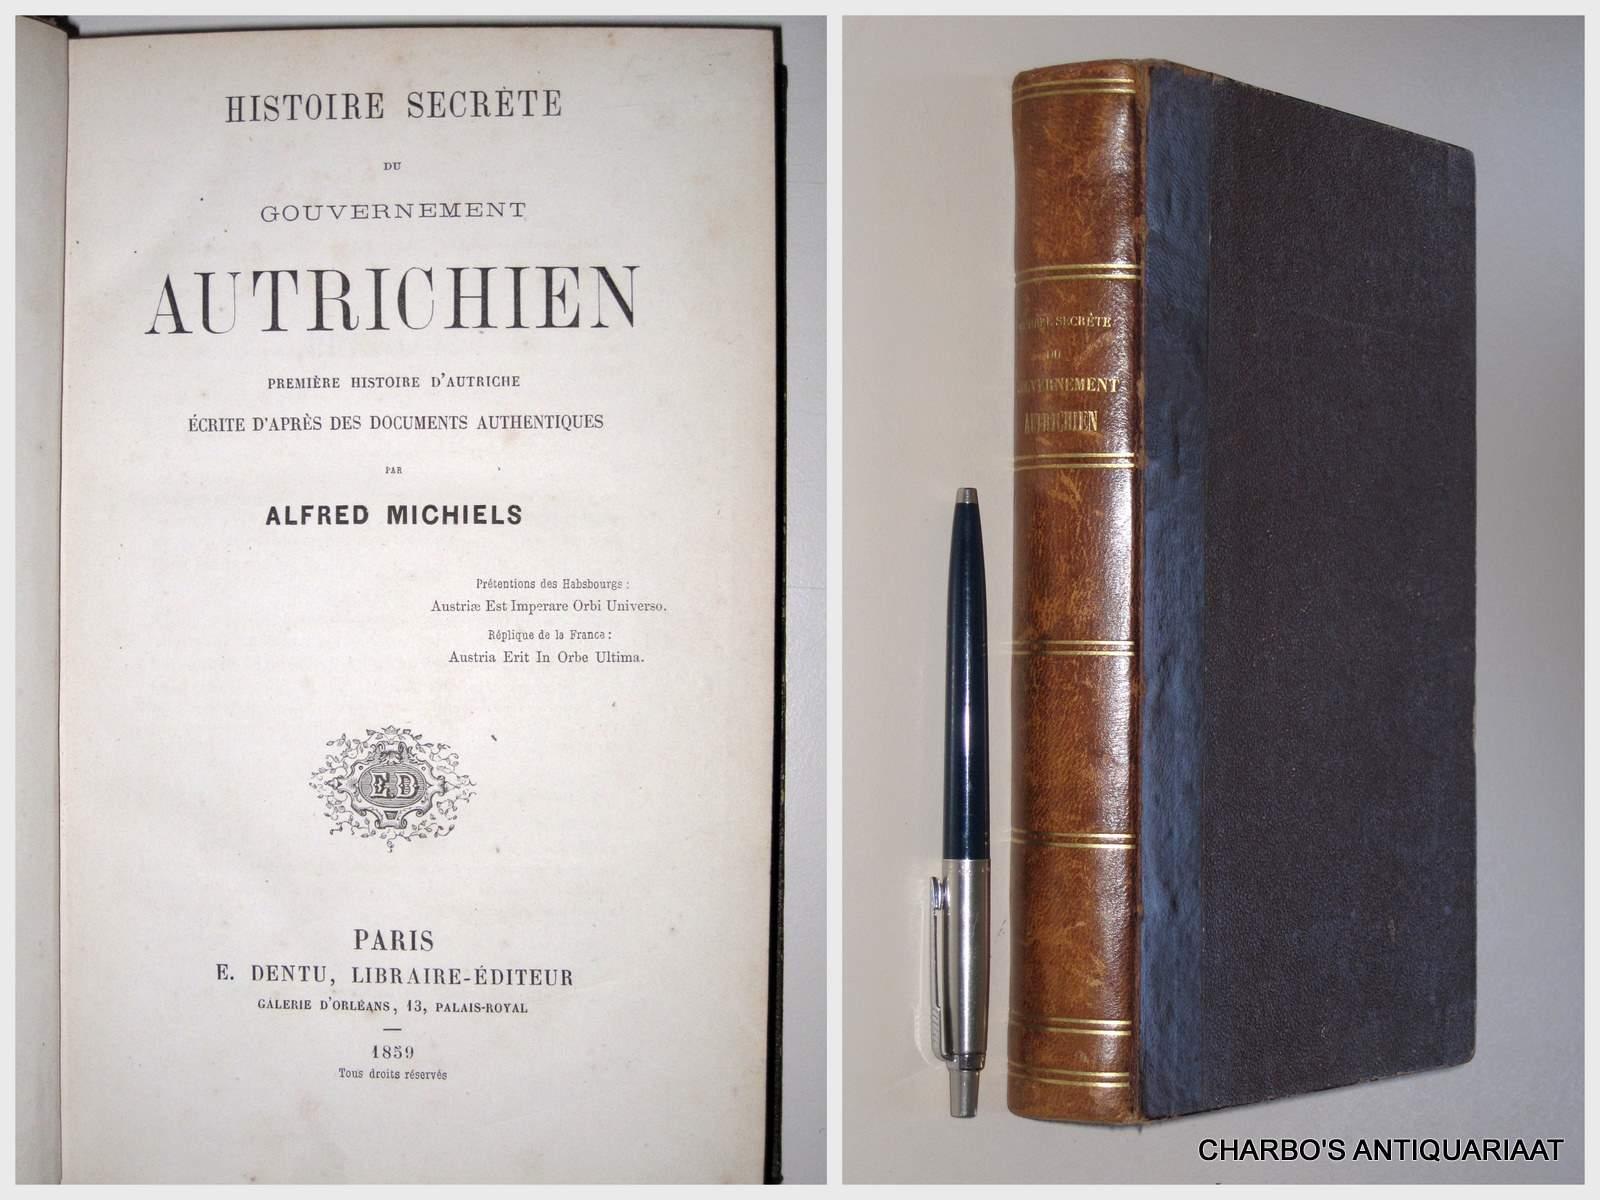 HISTOIRE SECRÈTE
DU
GOUVERNEMENT
AUTRICHIEN
PREMIÈRE HISTOIRE D'AUTRICHE
ÉCRITE D'APRÈS DES DOCUMENTS AUTHENTIQUES
PAR
ALFRED MICHIELS
Prétentions des Habsbourgs :
Austriæ Est Imperare Orbi Universo.
Réplique de la France :
Austria Erit In Orbe Ultima.
E.D
PARIS
E. DENTU, LIBRAIRE-ÉDITEUR
GALERIE D'ORLÉANS, 13, PALAIS-ROYAL
1859
Tous droits réservés
SECRÈTE
DU
GOUVERNEMENT
AUTRICHIEN
CHARBO'S ANTIQUARIAAT